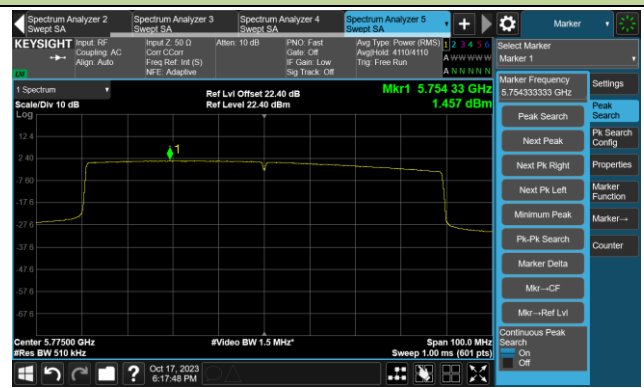 Spectrum Analyzer 2
Swept SA
Spectrum Analyzer 3
Swept SA
Spectrum Analyzer 4
Swept SA
Spectrum Analyzer 5
Swept SA
Marker
KEYSIGHT
Input: RF
Coupling: AC
Align: Auto
Input Z: 50 Ω
Corr CCorr
Freq Ref: Int (S)
NFE: Adaptive
Atten: 10 dB
PNO: Fast
Gate: Off
IF Gain: Low
Sig Track: Off
Avg Type: Power (RMS)
Avg|Hold: 4110/4110
Trig: Free Run
1 2 3 4 5 6
A W W W W W
A N N N N N
Select Marker
Marker 1
1 Spectrum
Scale/Div 10 dB
Log
Ref Lvl Offset 22.40 dB
Ref Level 22.40 dBm
Mkr1 5.754 33 GHz
1.457 dBm
12.4
2.40
-7.60
-17.6
-27.6
-37.6
-47.6
-57.6
-67.6
1
Center 5.77500 GHz
#Res BW 510 kHz
#Video BW 1.5 MHz*
Span 100.0 MHz
Sweep 1.00 ms (601 pts)
Marker Frequency
5.754333333 GHz
Peak Search
Next Peak
Next Pk Right
Next Pk Left
Minimum Peak
Pk-Pk Search
Marker Delta
Mkr→CF
Mkr→Ref Lvl
Continuous Peak
Search
On
Off
Settings
Peak
Search
Pk Search
Config
Properties
Marker
Function
Marker→
Counter
?
Oct 17, 2023
6:17:48 PM